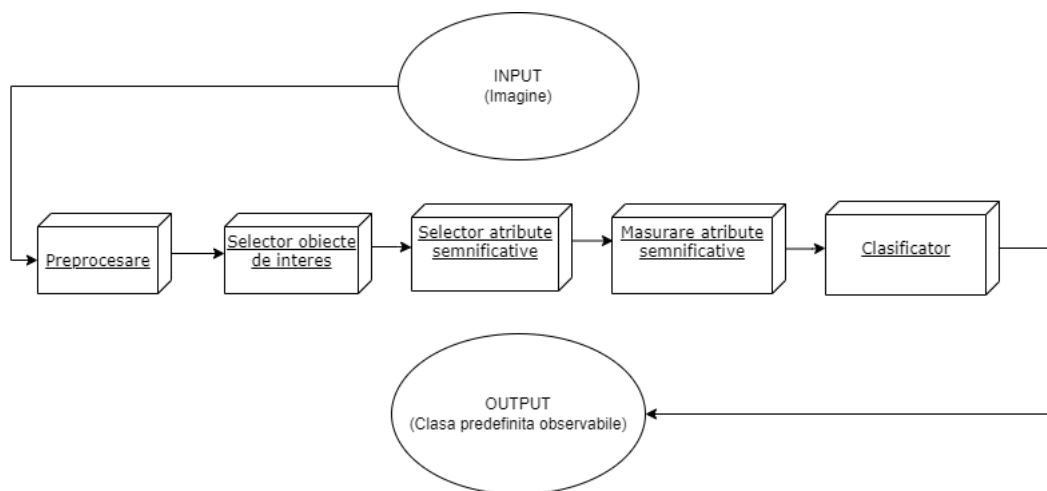 INPUT
(Imagine)
Preprocesare
Selector obiecte
de interes
Selector atribute
semnificative
Masurare atribute
semnificative
Clasificator
OUTPUT
(Clasa predefinita observabile)